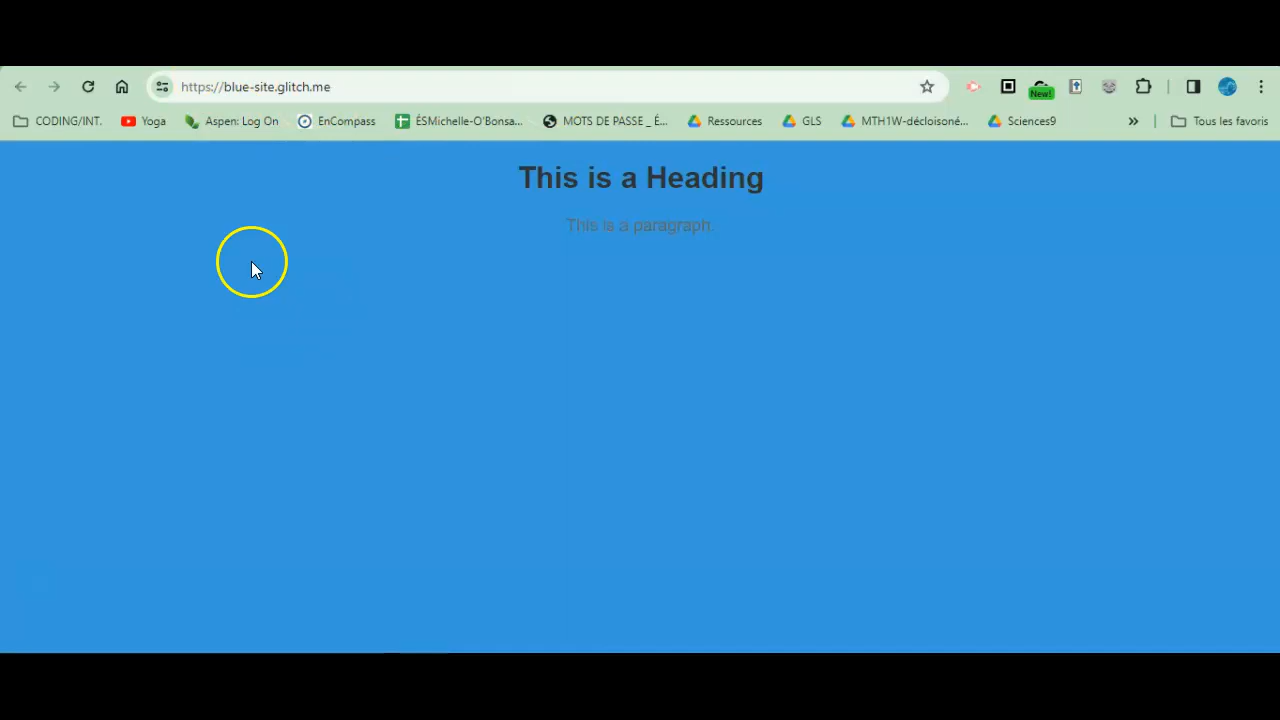 https://blue-site.glitch.me
New!
CODING/INT. Yoga Aspen: Log On EnCompass ÉSMichelle-O'Bonsa... MOTS DE PASSE _ É... Ressources GLS MTH1W-décloisoné... Sciences9 » Tous les favoris
This is a Heading
This is a paragraph.